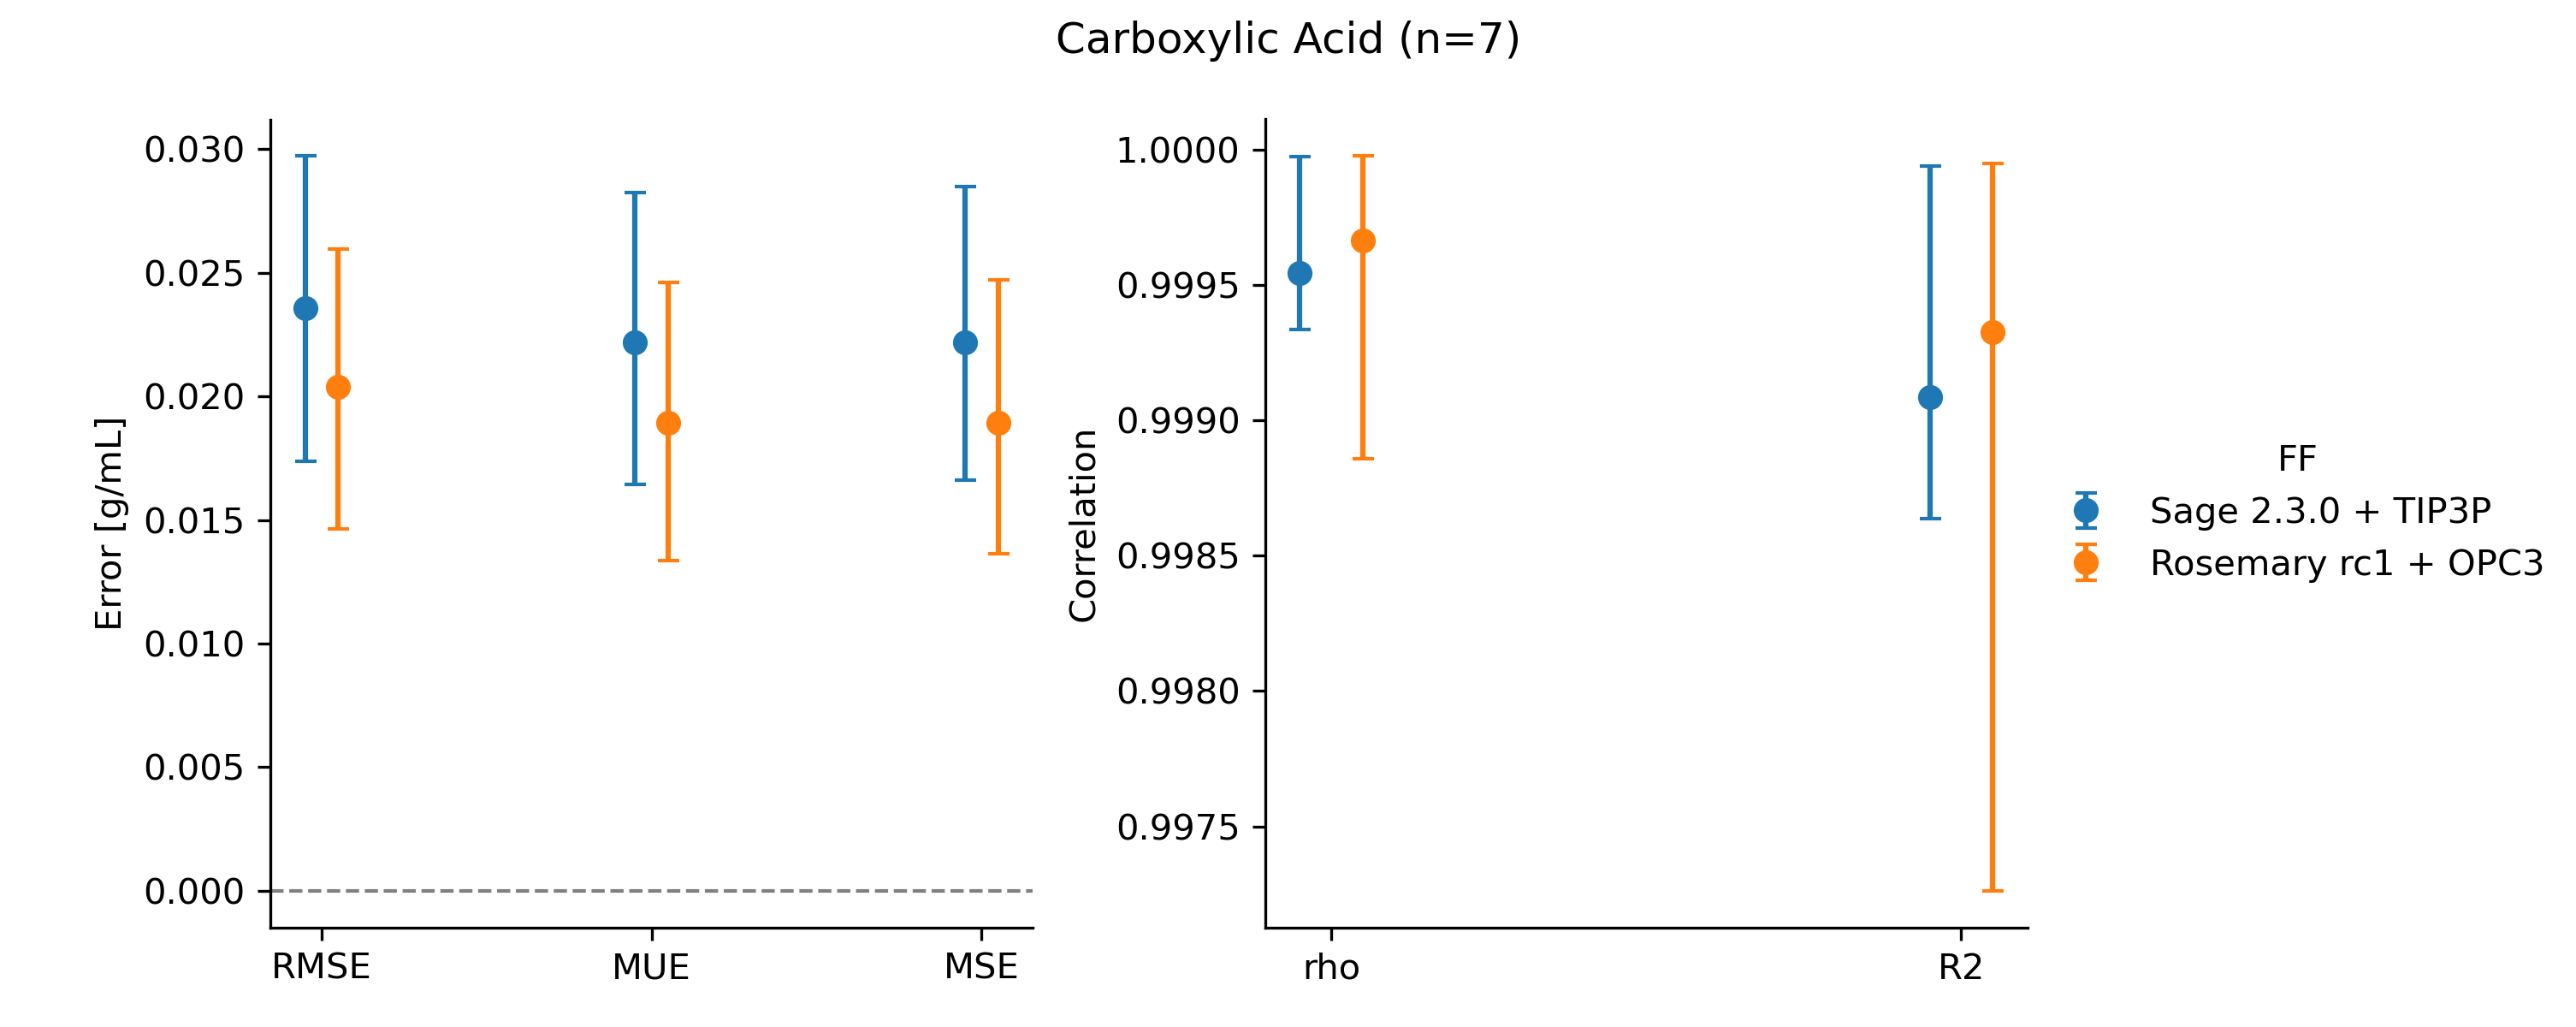 Carboxylic Acid (n=7)
Error [g/mL]
0.030
0.025
0.020
0.015
0.010
0.005
0.000
RMSE
MUE
MSE
Correlation
1.0000
0.9995
0.9990
0.9985
0.9980
0.9975
rho
R2
FF
Sage 2.3.0 + TIP3P
Rosemary rc1 + OPC3